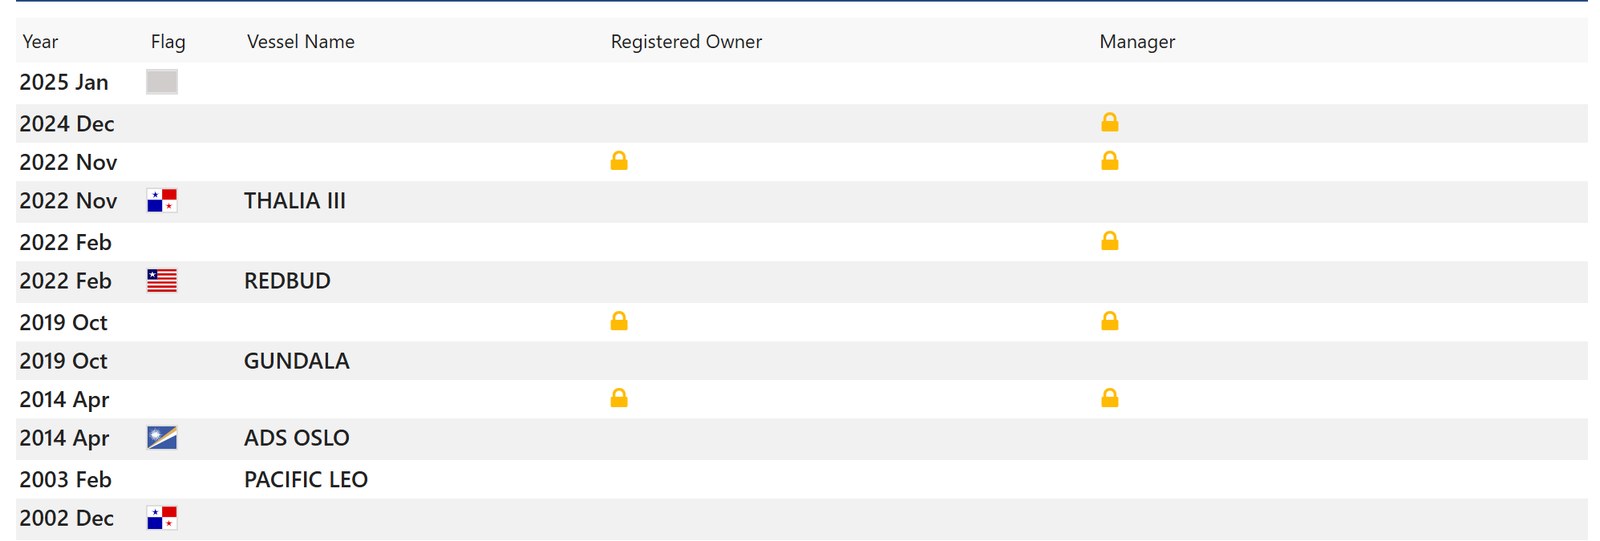 Year Flag Vessel Name Registered Owner Manager
2025 Jan
2024 Dec
2022 Nov
2022 Nov THALIA III
2022 Feb
2022 Feb REDBUD
2019 Oct
2019 Oct GUNDALA
2014 Apr
2014 Apr ADS OSLO
2003 Feb PACIFIC LEO
2002 Dec